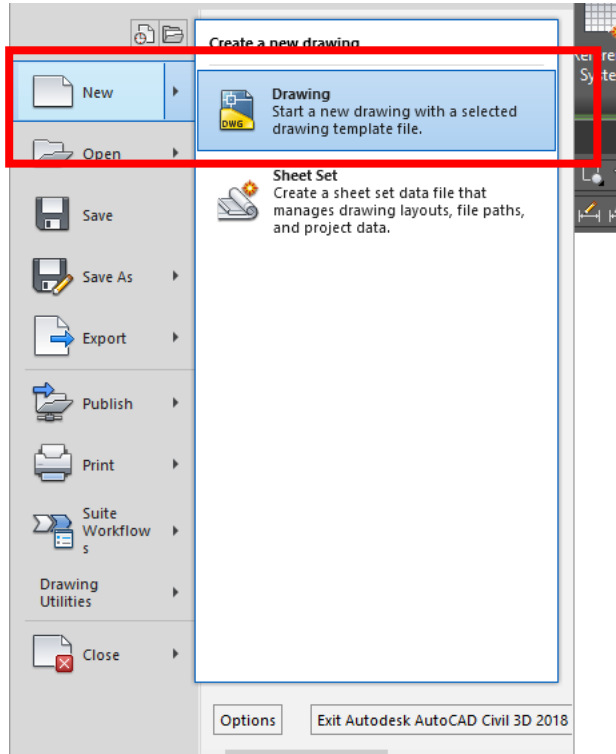 Create a new drawing
New
Drawing
Start a new drawing with a selected
drawing template file.
DWG
Open
Sheet Set
Create a sheet set data file that
manages drawing layouts, file paths,
and project data.
Save
Save As
Export
Publish
Print
Suite
Workflow
s
Drawing
Utilities
Close
Options
Exit Autodesk AutoCAD Civil 3D 2018